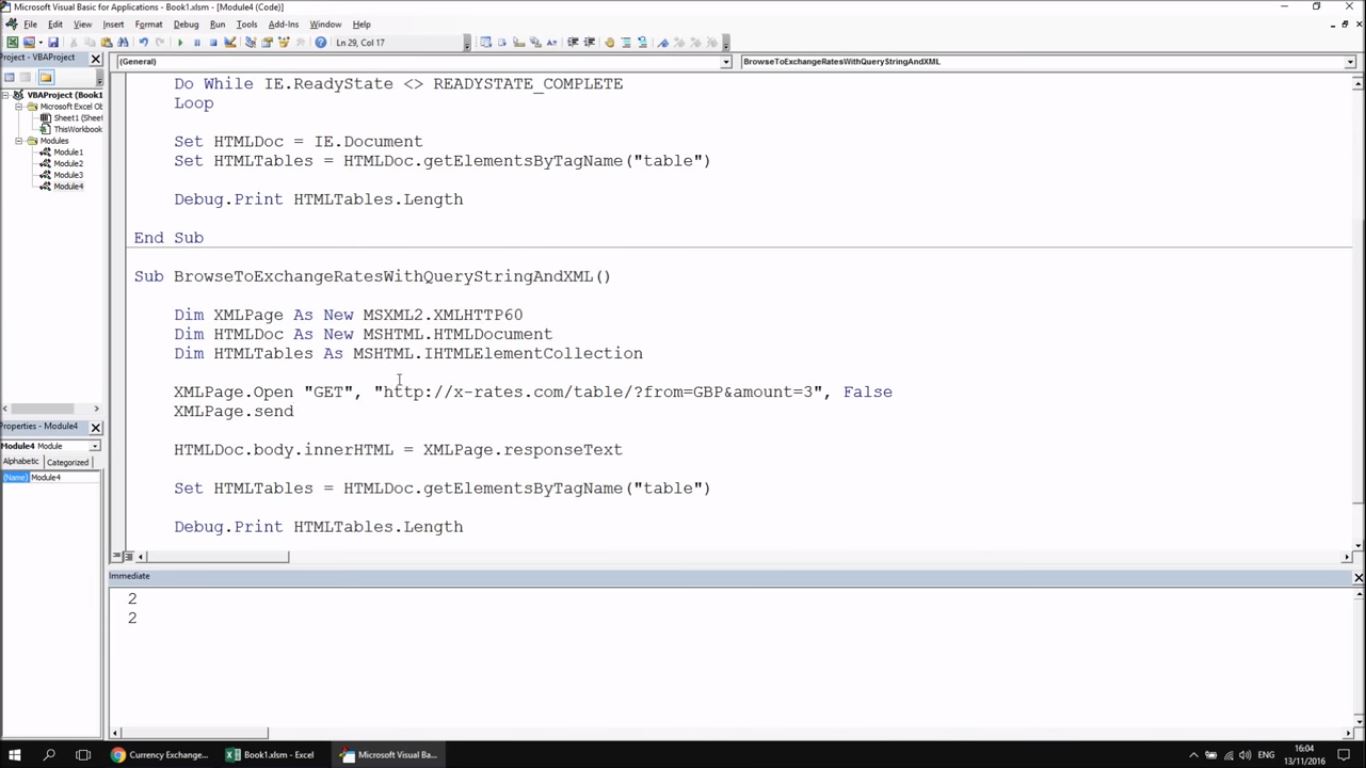 Microsoft Visual Basic for Applications - Book1.xlsm - [Module4 (Code)]
File Edit View Insert Format Debug Run Tools Add-Ins Window Help
Ln 29, Col 17
Project - VBAProject
(General)
BrowseToExchangeRatesWithQueryStringAndXML
VBAProject (Book1
Microsoft Excel Ob
Sheet1 (Sheet
ThisWorkbook
Modules
Module1
Module2
Module3
Module4
Properties - Module4
Module4 Module
Alphabetic Categorized
(Name) Module4
Do While IE.ReadyState <> READYSTATE_COMPLETE
Loop
Set HTMLDoc = IE.Document
Set HTMLTables = HTMLDoc.getElementsByTagName("table")
Debug.Print HTMLTables.Length
End Sub
Sub BrowseToExchangeRatesWithQueryStringAndXML()
Dim XMLPage As New MSXML2.XMLHTTP60
Dim HTMLDoc As New MSHTML.HTMLDocument
Dim HTMLTables As MSHTML.IHTMLElementCollection
XMLPage.Open "GET", "http://x-rates.com/table/?from=GBP&amount=3", False
XMLPage.send
HTMLDoc.body.innerHTML = XMLPage.responseText
Set HTMLTables = HTMLDoc.getElementsByTagName("table")
Debug.Print HTMLTables.Length
Immediate
2
2
Currency Exchange...
Book1.xlsm - Excel
Microsoft Visual Ba...
ENG
16:04
13/11/2016